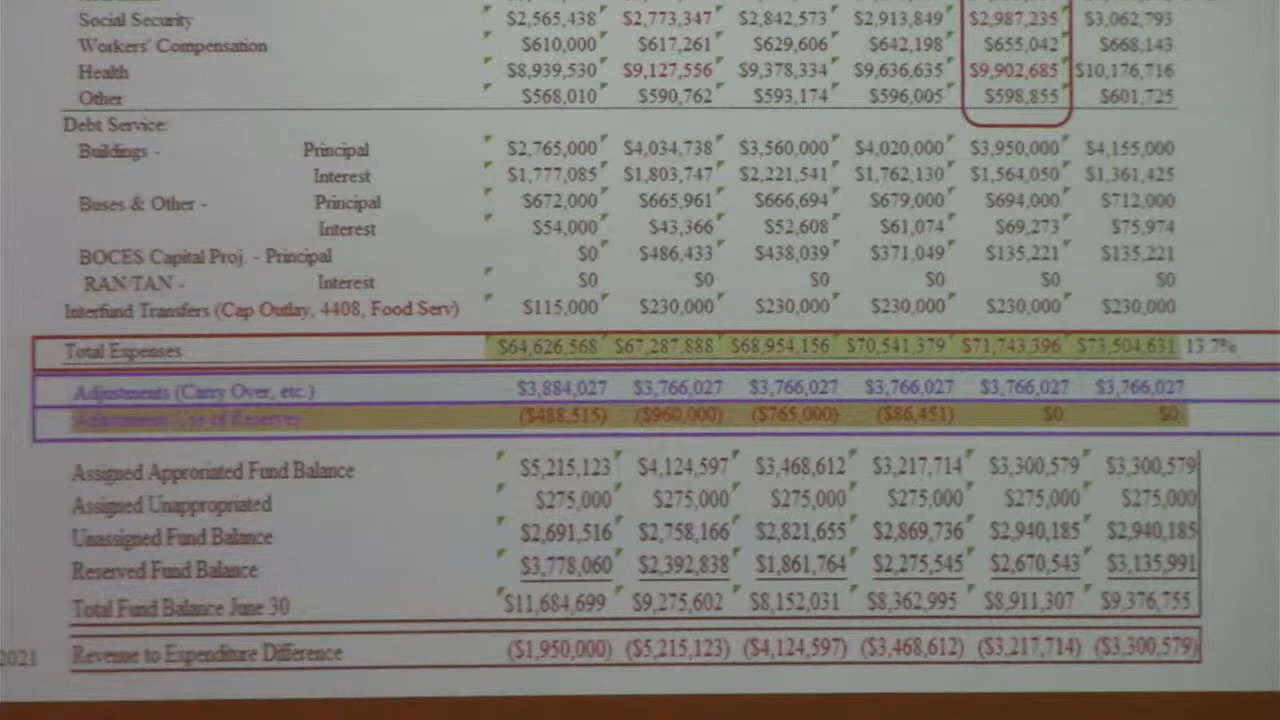 Social Security $2,565,438 $2,773,347 $2,842,573 $2,913,849 $2,987,235 $3,062,793
Workers' Compensation $610,000 $617,261 $629,606 $642,198 $655,042 $668,143
Health $8,939,530 $9,127,556 $9,378,334 $9,636,635 $9,902,685 $10,176,716
Other $568,010 $590,762 $593,174 $596,005 $598,855 $601,725
Debt Service:
Buildings - Principal $2,765,000 $4,034,738 $3,560,000 $4,020,000 $3,950,000 $4,155,000
Interest $1,777,085 $1,803,747 $2,221,541 $1,762,130 $1,564,050 $1,361,425
Buses & Other - Principal $672,000 $665,961 $666,694 $679,000 $694,000 $712,000
Interest $54,000 $43,366 $52,608 $61,074 $69,273 $75,974
BOCES Capital Proj. - Principal $0 $486,433 $438,039 $371,049 $135,221 $135,221
RAN/TAN - Interest $0 $0 $0 $0 $0 $0
Interfund Transfers (Cap Outlay, 4408, Food Serv) $115,000 $230,000 $230,000 $230,000 $230,000 $230,000
Total Expenses $64,626,568 $67,287,888 $68,954,156 $70,541,379 $71,743,396 $73,504,631 13.7%
Adjustments (Carry Over, etc.) $3,884,027 $3,766,027 $3,766,027 $3,766,027 $3,766,027 $3,766,027
Adjustments Use of Reserves ($488,515) ($960,000) ($765,000) ($86,451) $0 $0
Assigned Approriated Fund Balance $5,215,123 $4,124,597 $3,468,612 $3,217,714 $3,300,579 $3,300,579
Assigned Unappropriated $275,000 $275,000 $275,000 $275,000 $275,000 $275,000
Unassigned Fund Balance $2,691,516 $2,758,166 $2,821,655 $2,869,736 $2,940,185 $2,940,185
Reserved Fund Balance $3,778,060 $2,392,838 $1,861,764 $2,275,545 $2,670,543 $3,135,991
Total Fund Balance June 30 $11,684,699 $9,275,602 $8,152,031 $8,362,995 $8,911,307 $9,376,755
2021 Revenue to Expenditure Difference ($1,950,000) ($5,215,123) ($4,124,597) ($3,468,612) ($3,217,714) ($3,300,579)